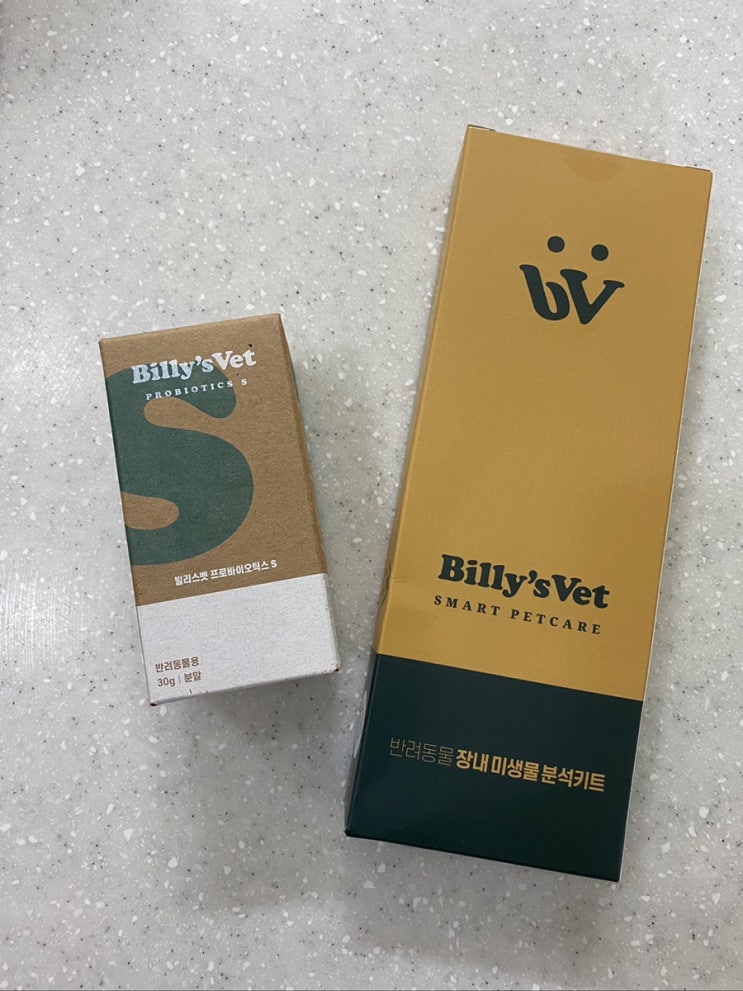 Billy'sVet
PROBIOTICS S
S
빌리스벳 프로바이오틱스 S
반려동물용
30g | 분말
bv
Billy'sVet
SMART PETCARE
반려동물 장내 미생물 분석키트